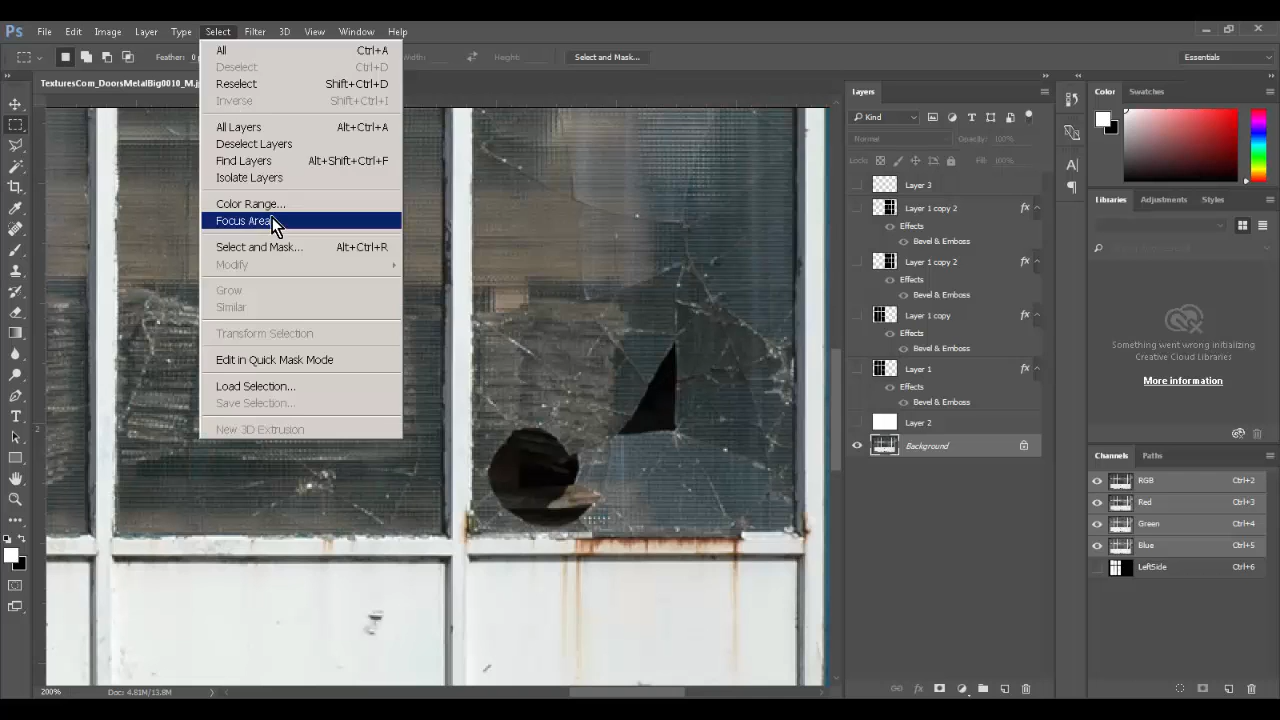 Ps File Edit Image Layer Type Select Filter 3D View Window Help
Feather: 0 Width: Height: Select and Mask... Essentials
TexturesCom_DoorsMetalBig0010_M.j
All Ctrl+A
Deselect Ctrl+D
Reselect Shift+Ctrl+D
Inverse Shift+Ctrl+I
All Layers Alt+Ctrl+A
Deselect Layers
Find Layers Alt+Shift+Ctrl+F
Isolate Layers
Color Range...
Focus Area
Select and Mask... Alt+Ctrl+R
Modify
Grow
Similar
Transform Selection
Edit in Quick Mask Mode
Load Selection...
Save Selection...
New 3D Extrusion
200% Doc: 4.81M/13.8M
2
Layers
Kind
Normal Opacity: 100%
Locks: Fill: 100%
Layer 3
Layer 1 copy 2 fx
Effects
Bevel & Emboss
Layer 1 copy 2 fx
Effects
Bevel & Emboss
Layer 1 copy fx
Effects
Bevel & Emboss
Layer 1 fx
Effects
Bevel & Emboss
Layer 2
Background
fx
Color Swatches
Libraries Adjustments Styles
Something went wrong initializing
Creative Cloud Libraries
More information
Channels Paths
RGB Ctrl+2
Red Ctrl+3
Green Ctrl+4
Blue Ctrl+5
LeftSide Ctrl+6